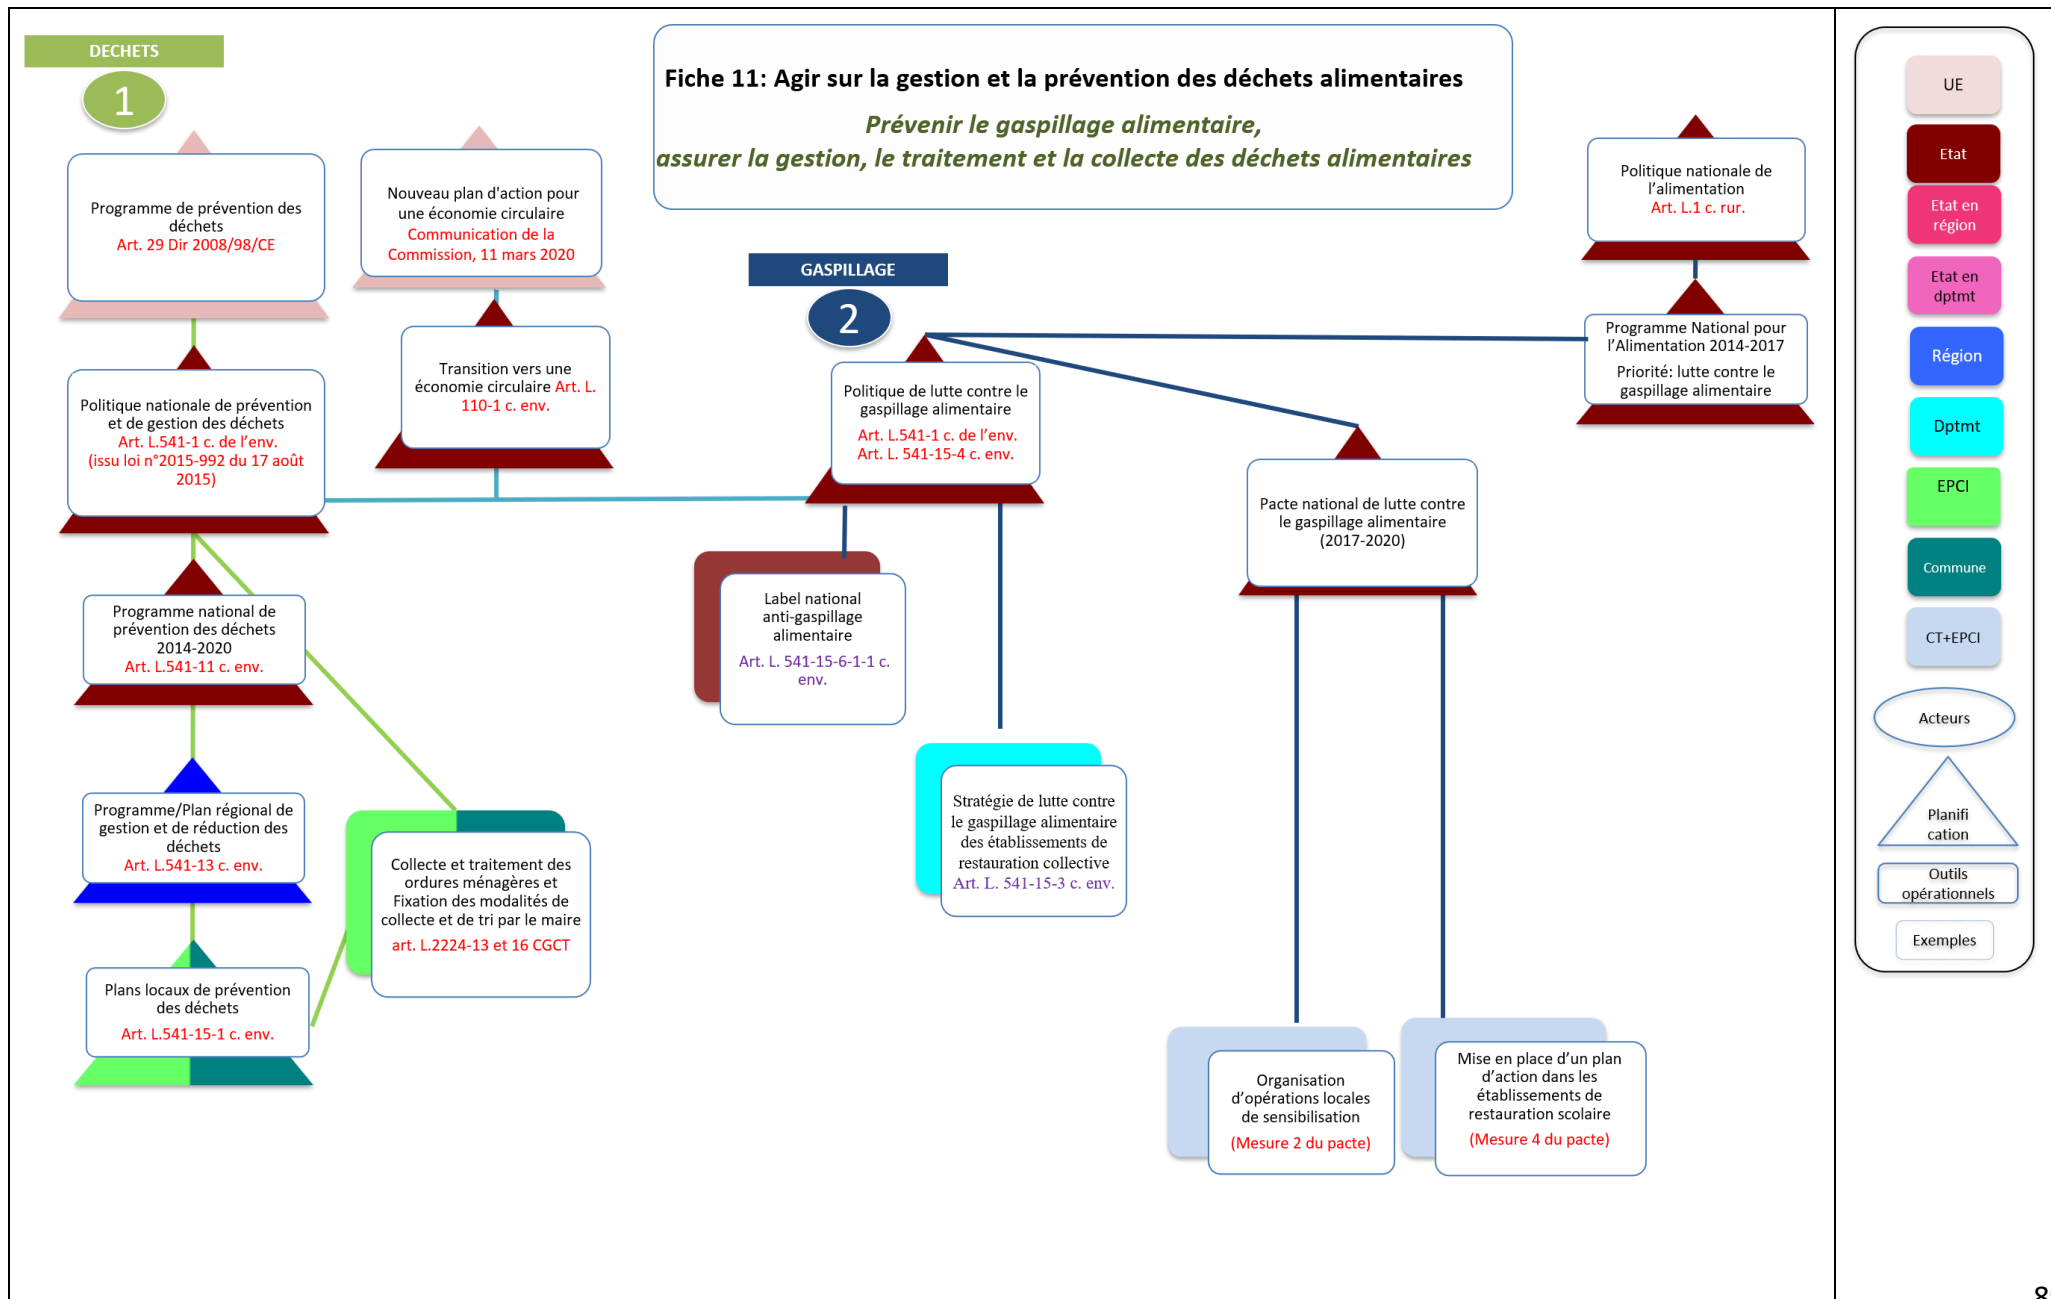 DECHETS
1
Fiche 11: Agir sur la gestion et la prévention des déchets alimentaires
Prévenir le gaspillage alimentaire,
assurer la gestion, le traitement et la collecte des déchets alimentaires
Programme de prévention des
déchets
Art. 29 Dir 2008/98/CE
Nouveau plan d'action pour
une économie circulaire
Communication de la
Commission, 11 mars 2020
Politique nationale de prévention
et de gestion des déchets
Art. L.541-1 c. de l’env.
(issu loi n°2015-992 du 17 août
2015)
Transition vers une
économie circulaire Art. L.
110-1 c. env.
Programme national de
prévention des déchets
2014-2020
Art. L.541-11 c. env.
Programme/Plan régional de
gestion et de réduction des
déchets
Art. L.541-13 c. env.
Plans locaux de prévention
des déchets
Art. L.541-15-1 c. env.
Collecte et traitement des
ordures ménagères et
Fixation des modalités de
collecte et de tri par le maire
art. L.2224-13 et 16 CGCT
GASPILLAGE
2
Politique de lutte contre le
gaspillage alimentaire
Art. L.541-1 c. de l’env.
Art. L. 541-15-4 c. env.
Label national
anti-gaspillage
alimentaire
Art. L. 541-15-6-1-1 c.
env.
Stratégie de lutte contre
le gaspillage alimentaire
des établissements de
restauration collective
Art. L. 541-15-3 c. env.
Politique nationale de
l’alimentation
Art. L.1 c. rur.
Programme National pour
l’Alimentation 2014-2017
Priorité: lutte contre le
gaspillage alimentaire
Pacte national de lutte contre
le gaspillage alimentaire
(2017-2020)
Organisation
d’opérations locales
de sensibilisation
(Mesure 2 du pacte)
Mise en place d’un plan
d’action dans les
établissements de
restauration scolaire
(Mesure 4 du pacte)
UE
Etat
Etat en
région
Etat en
dptmt
Région
Dptmt
EPCI
Commune
CT+EPCI
Acteurs
Planifi
cation
Outils
opérationnels
Exemples